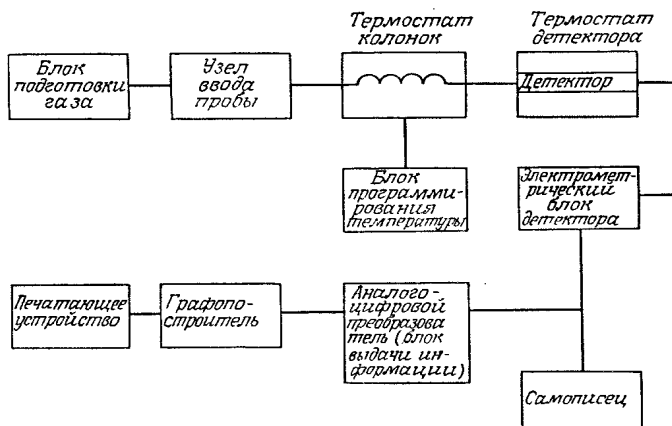 Термостат
колонок
Термостат
детектора
Блок
подготовки
газа
Узел
ввода
пробы
Детектор
Блок
программи-
рования
температуры
Электромет-
рический
блок
детектора
Печатающее
устройство
Графопо-
строитель
Аналого-
цифровой
преобразова
тель (блок
выдачи ин-
формации)
Самописец